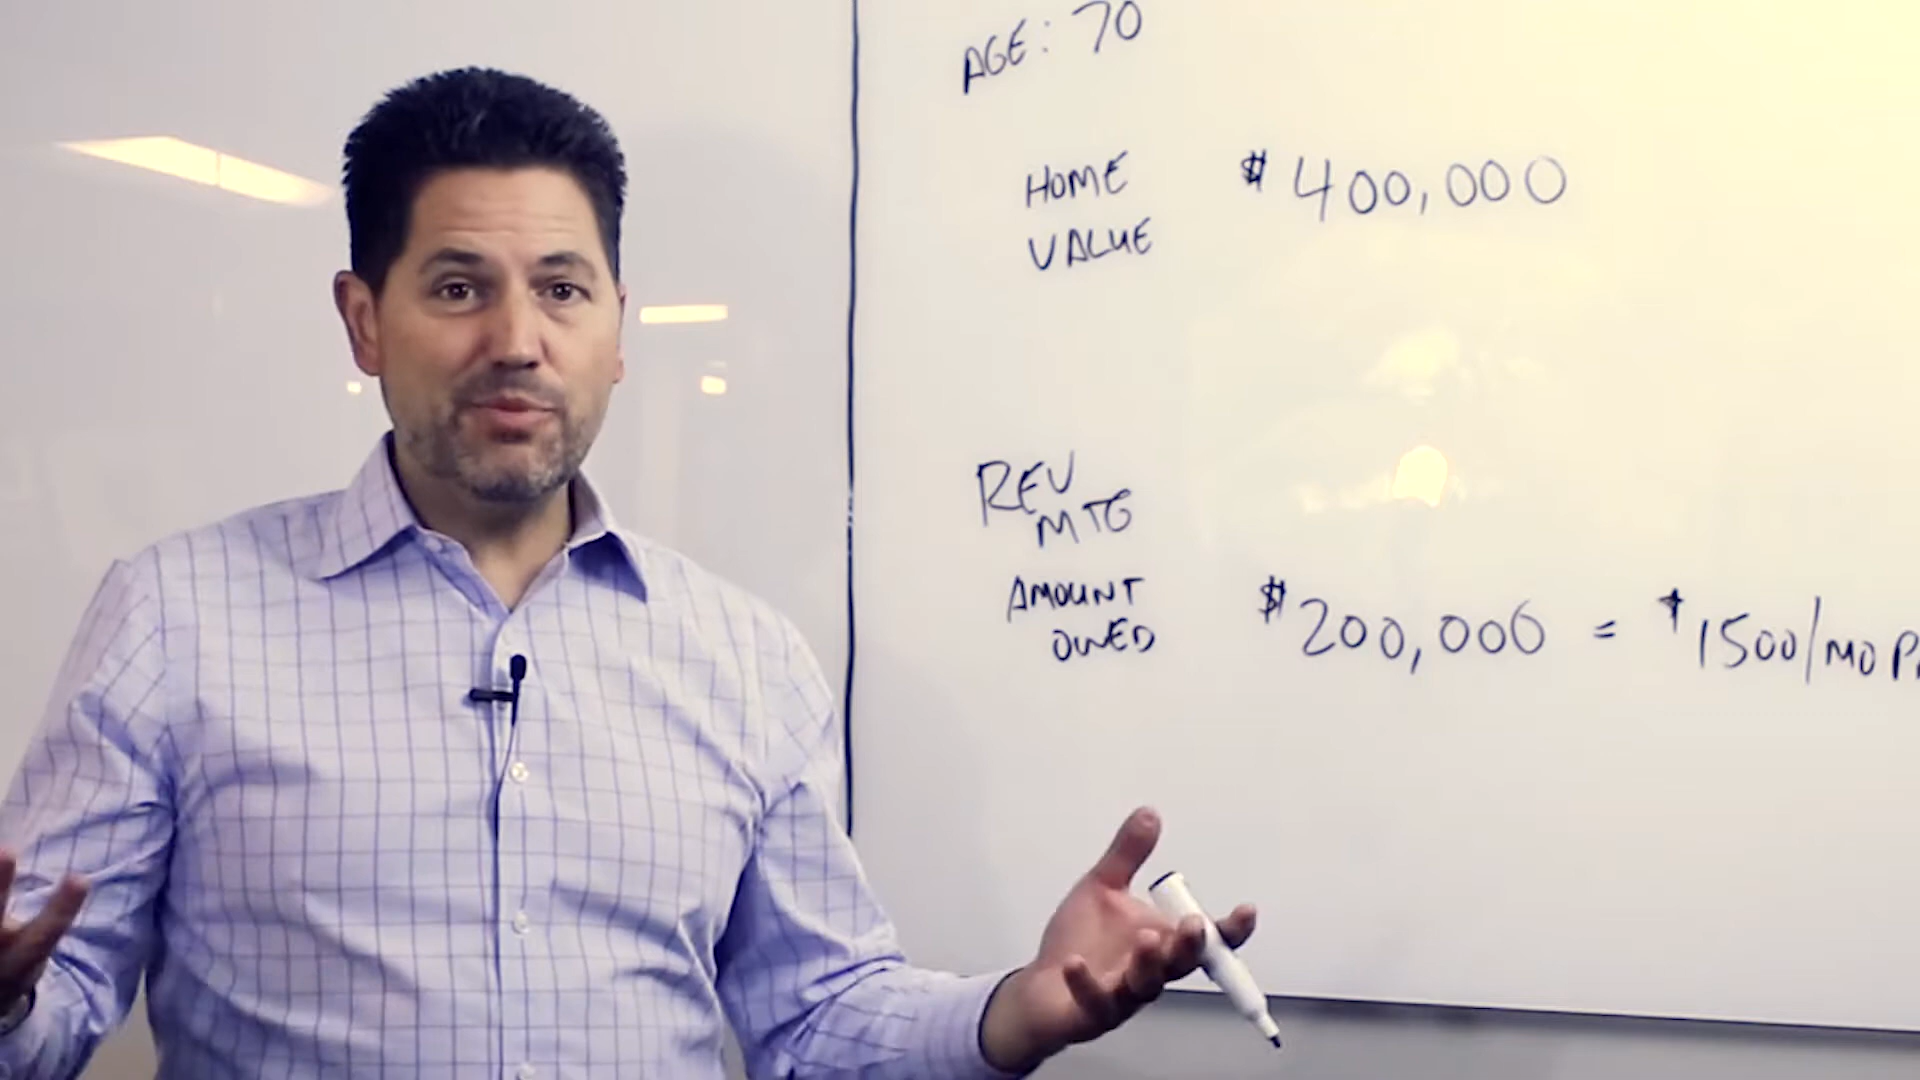 AGE: 70
HOME $400,000
VALUE
REV
MTG
AMOUNT
OWED $200,000 = $1500/MO